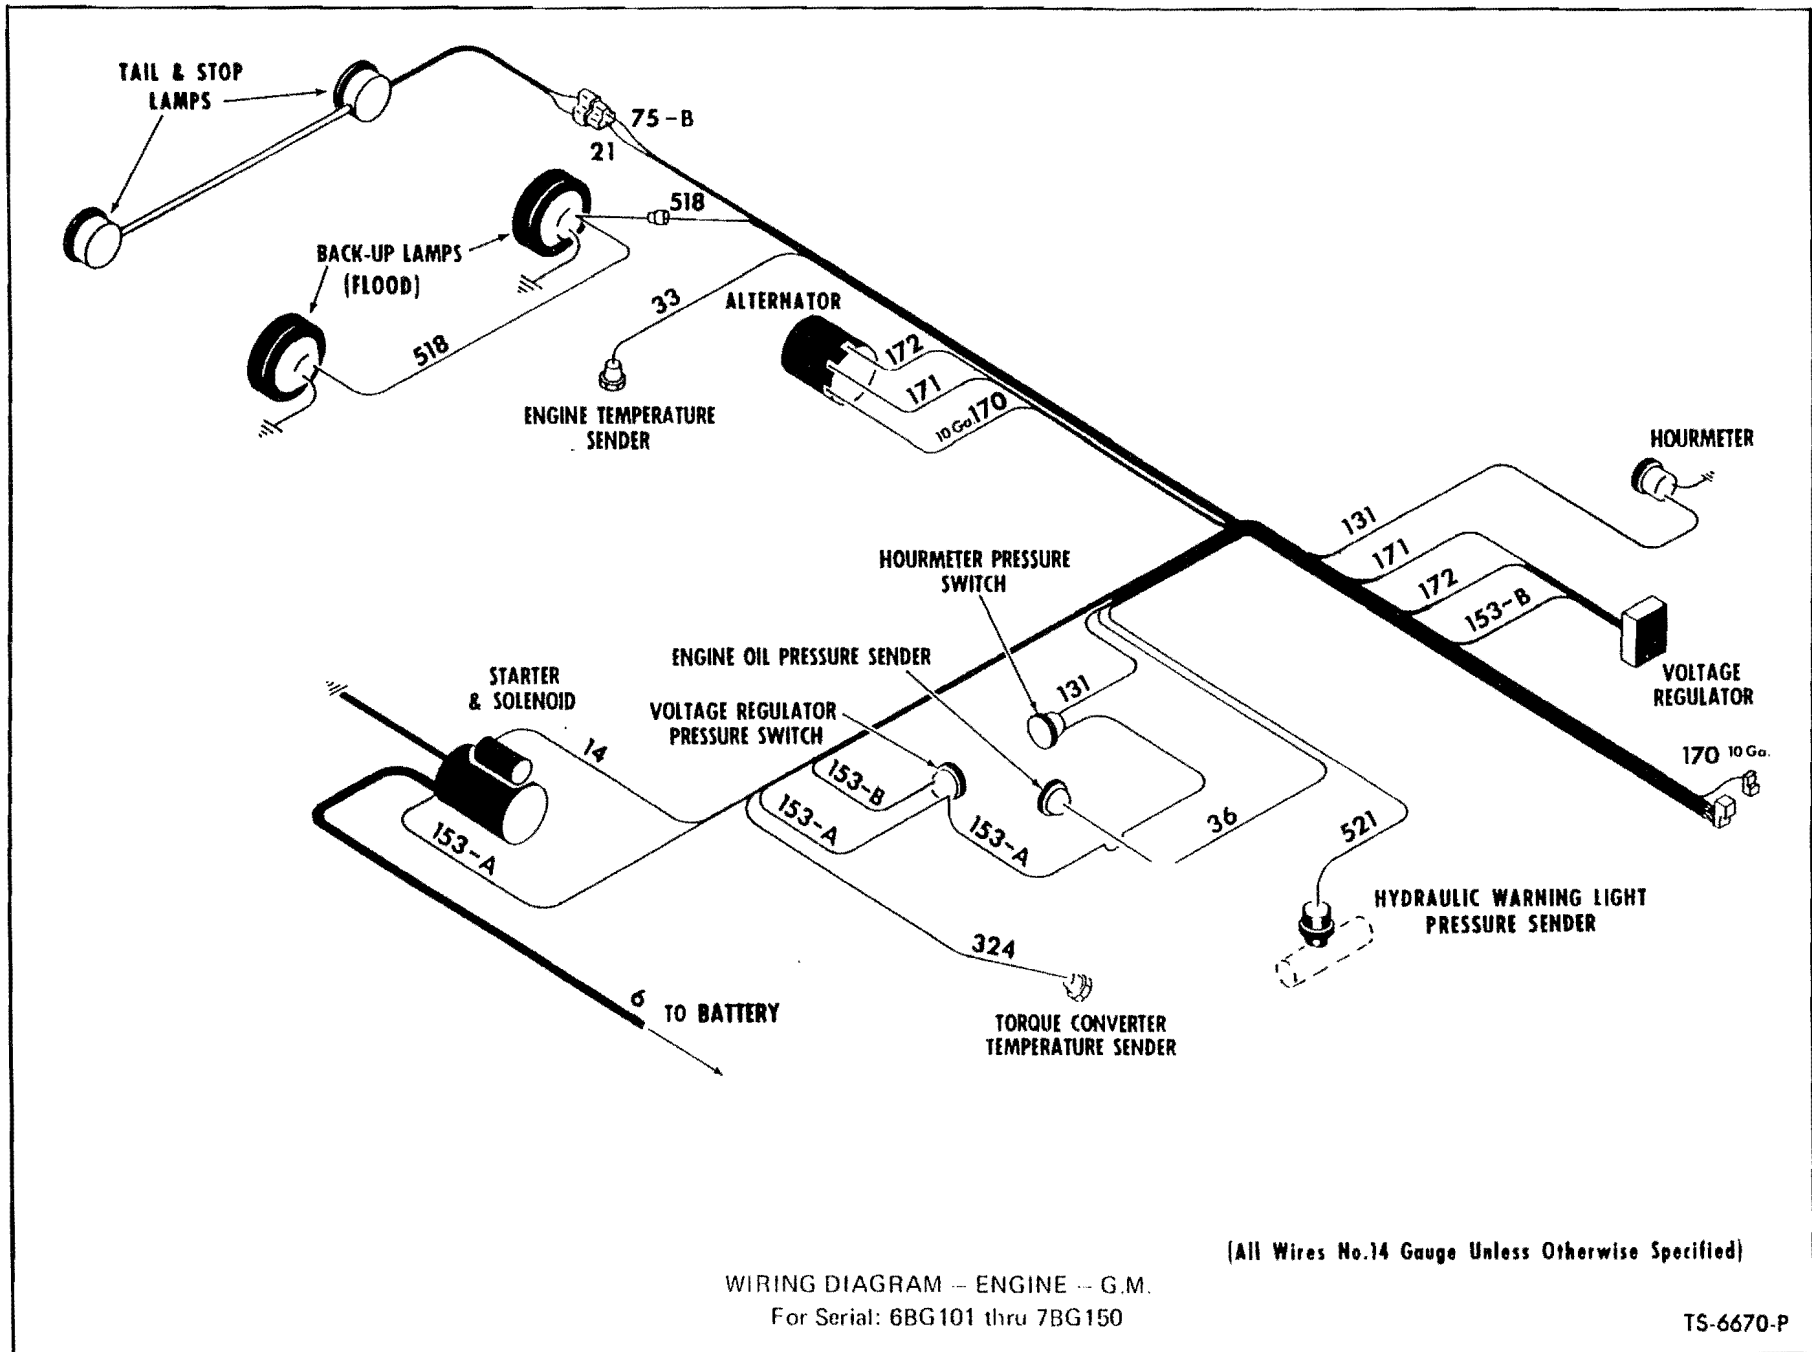 TAIL & STOP
LAMPS
75-B
21
518
BACK-UP LAMPS
(FLOOD)
518
33
ALTERNATOR
172
171
10 Ga. 170
ENGINE TEMPERATURE
SENDER
HOURMETER
131
171
172
153-B
VOLTAGE
REGULATOR
170 10 Ga.
HOURMETER PRESSURE
SWITCH
ENGINE OIL PRESSURE SENDER
131
STARTER
& SOLENOID
VOLTAGE REGULATOR
PRESSURE SWITCH
14
153-B
153-A
153-A
153-A
36
521
HYDRAULIC WARNING LIGHT
PRESSURE SENDER
324
6 TO BATTERY
TORQUE CONVERTER
TEMPERATURE SENDER
(All Wires No.14 Gauge Unless Otherwise Specified)
WIRING DIAGRAM - ENGINE - G.M.
For Serial: 6BG101 thru 7BG150
TS-6670-P